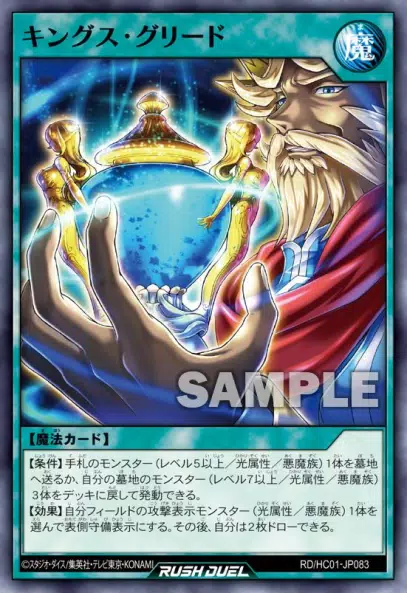 キングス・グリード
魔
SAMPLE
【魔法カード】
【条件】手札のモンスター(レベル5以上/光属性/悪魔族)1体を墓地
へ送るか、自分の墓地のモンスター(レベル7以上/光属性/悪魔族)
3体をデッキに戻して発動できる。
【効果】自分フィールドの攻撃表示モンスター(光属性/悪魔族)1体を
選んで表側守備表示にする。その後、自分は2枚ドローできる。
©スタジオ・ダイス/集英社・テレビ東京・KONAMI
RUSH DUEL
RD/HC01-JP083